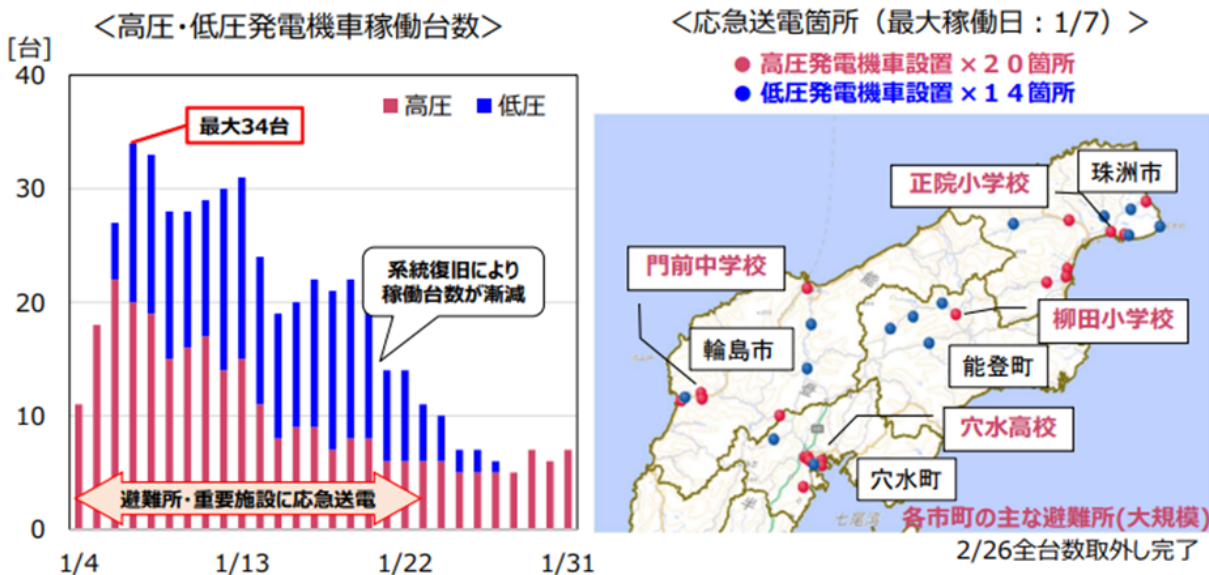 <高圧・低圧発電機車稼働台数>
[台]
40
30
20
10
0
高圧 低圧
最大34台
系統復旧により
稼働台数が漸減
避難所・重要施設に応急送電
1/4 1/13 1/22 1/31
<応急送電箇所（最大稼働日：1/7）>
● 高圧発電機車設置×２０箇所
● 低圧発電機車設置×１４箇所
正院小学校
珠洲市
門前中学校
輪島市
柳田小学校
能登町
穴水高校
穴水町
七尾湾
各市町の主な避難所(大規模)
2/26全台数取外し完了